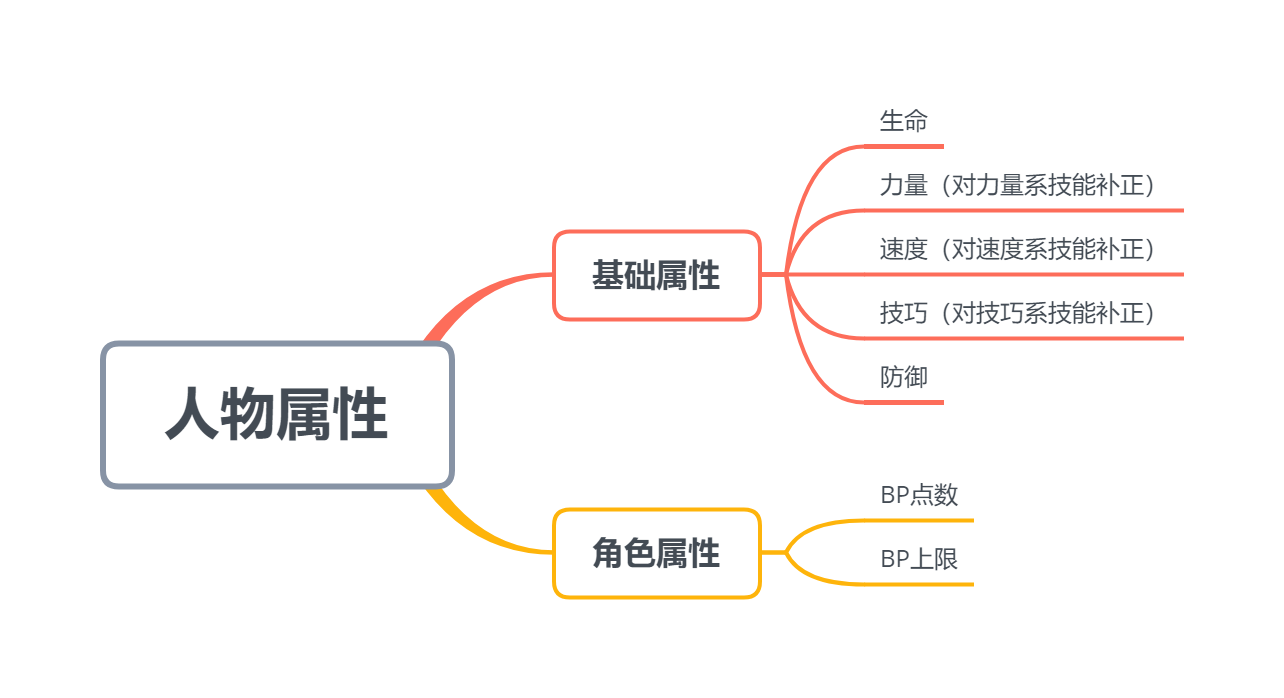 人物属性
基础属性
生命
力量（对力量系技能补正）
速度（对速度系技能补正）
技巧（对技巧系技能补正）
防御
角色属性
BP点数
BP上限